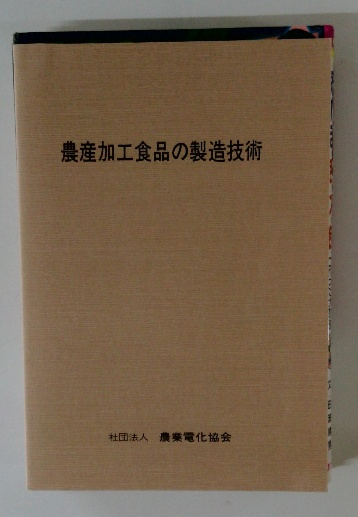 農産加工食品の製造技術
社団法人 農業電化協会